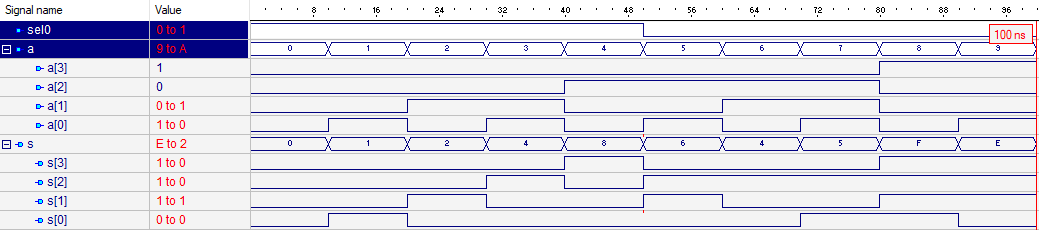 Signal name Value 8 16 24 32 40 48 56 64 72 80 88 96
sel0 0 to 1 100 ns
a 9 to A 0 1 2 3 4 5 6 7 8 9
a[3] 1
a[2] 0
a[1] 0 to 1
a[0] 1 to 0
s E to 2 0 1 2 4 8 6 4 5 F E
s[3] 1 to 0
s[2] 1 to 0
s[1] 1 to 1
s[0] 0 to 0